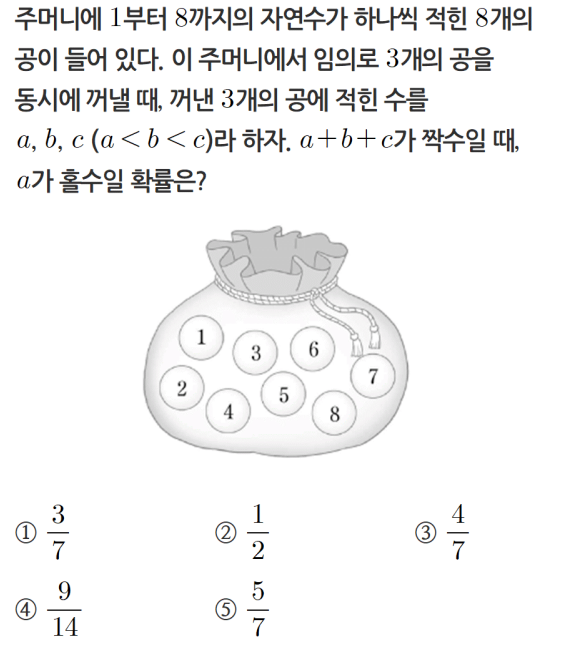 주머니에 1부터 8까지의 자연수가 하나씩 적힌 8개의
공이 들어 있다. 이 주머니에서 임의로 3개의 공을
동시에 꺼낼 때, 꺼낸 3개의 공에 적힌 수를
a, b, c (a < b < c)라 하자. a+b+c가 짝수일 때,
a가 홀수일 확률은?
1 3 6 7
2 4 5 8
① 3/7 ② 1/2 ③ 4/7
④ 9/14 ⑤ 5/7